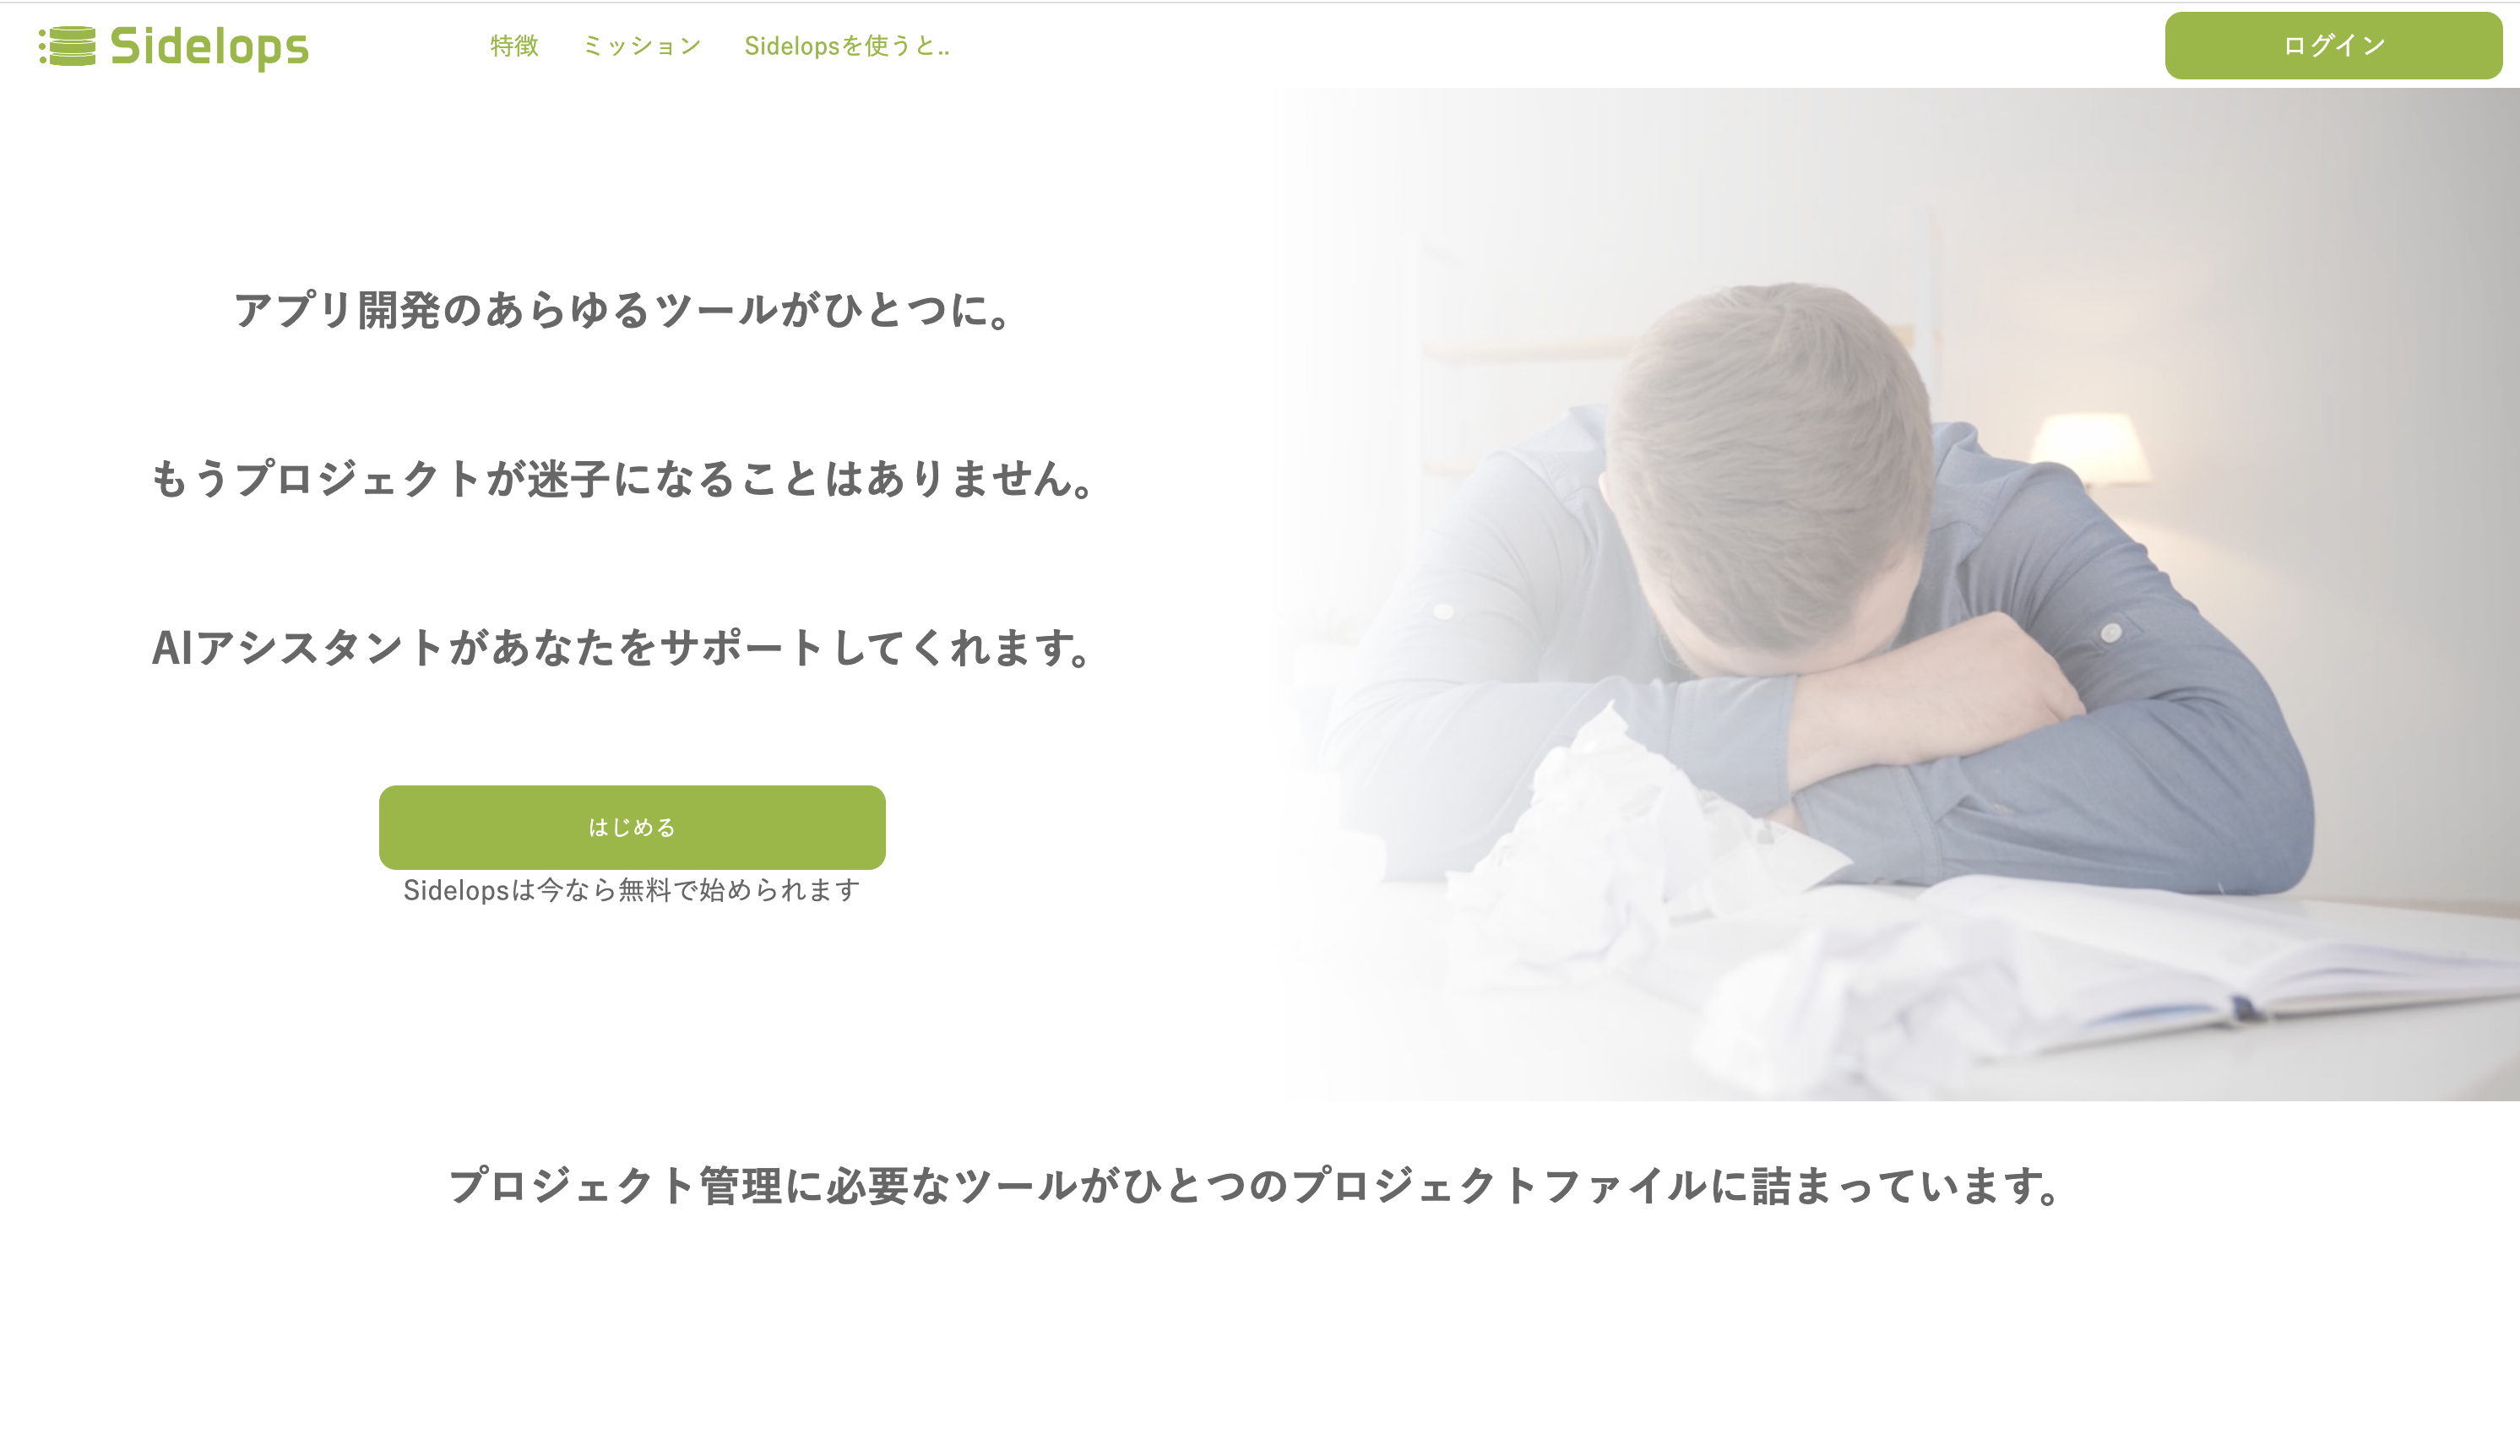 Sidelops
特徴
ミッション
Sidelopsを使うと..
ログイン
アプリ開発のあらゆるツールがひとつに。
もうプロジェクトが迷子になることはありません。
AIアシスタントがあなたをサポートしてくれます。
はじめる
Sidelopsは今なら無料で始められます
プロジェクト管理に必要なツールがひとつのプロジェクトファイルに詰まっています。